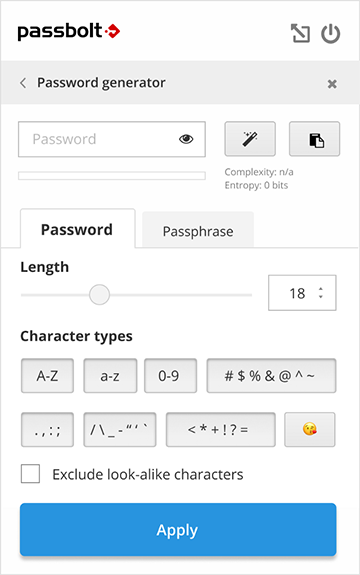 passbolt
Password generator
Password
Complexity: n/a
Entropy: 0 bits
Password
Passphrase
Length
18
Character types
A-Z
a-z
0-9
# $ % & @ ^ ~
. , : ;
/ \ _ - “ ‘ `
< * + ! ? =
Exclude look-alike characters
Apply